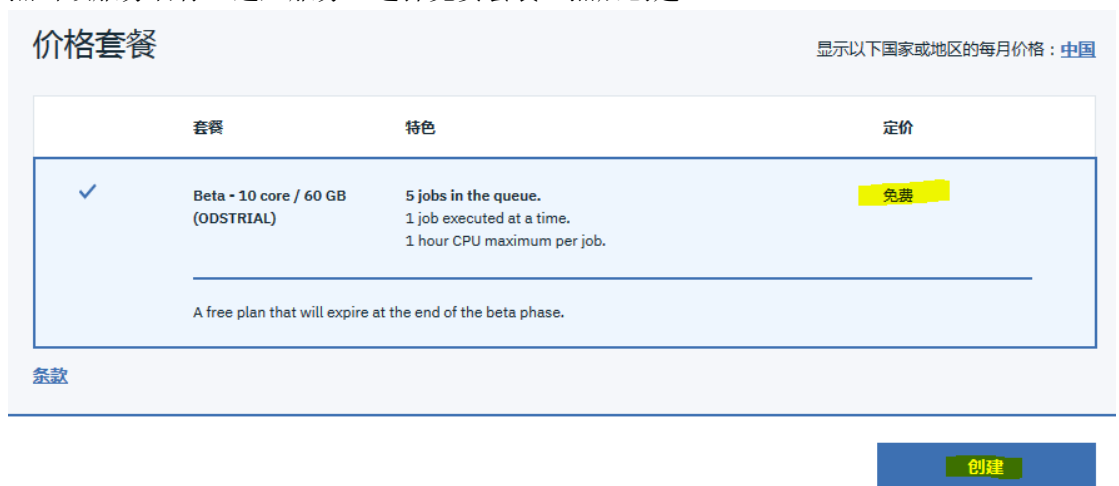 价格套餐
显示以下国家或地区的每月价格：中国
套餐 特色 定价
Beta - 10 core / 60 GB 5 jobs in the queue. 免费
(ODSTRIAL) 1 job executed at a time.
1 hour CPU maximum per job.
A free plan that will expire at the end of the beta phase.
条款
创建